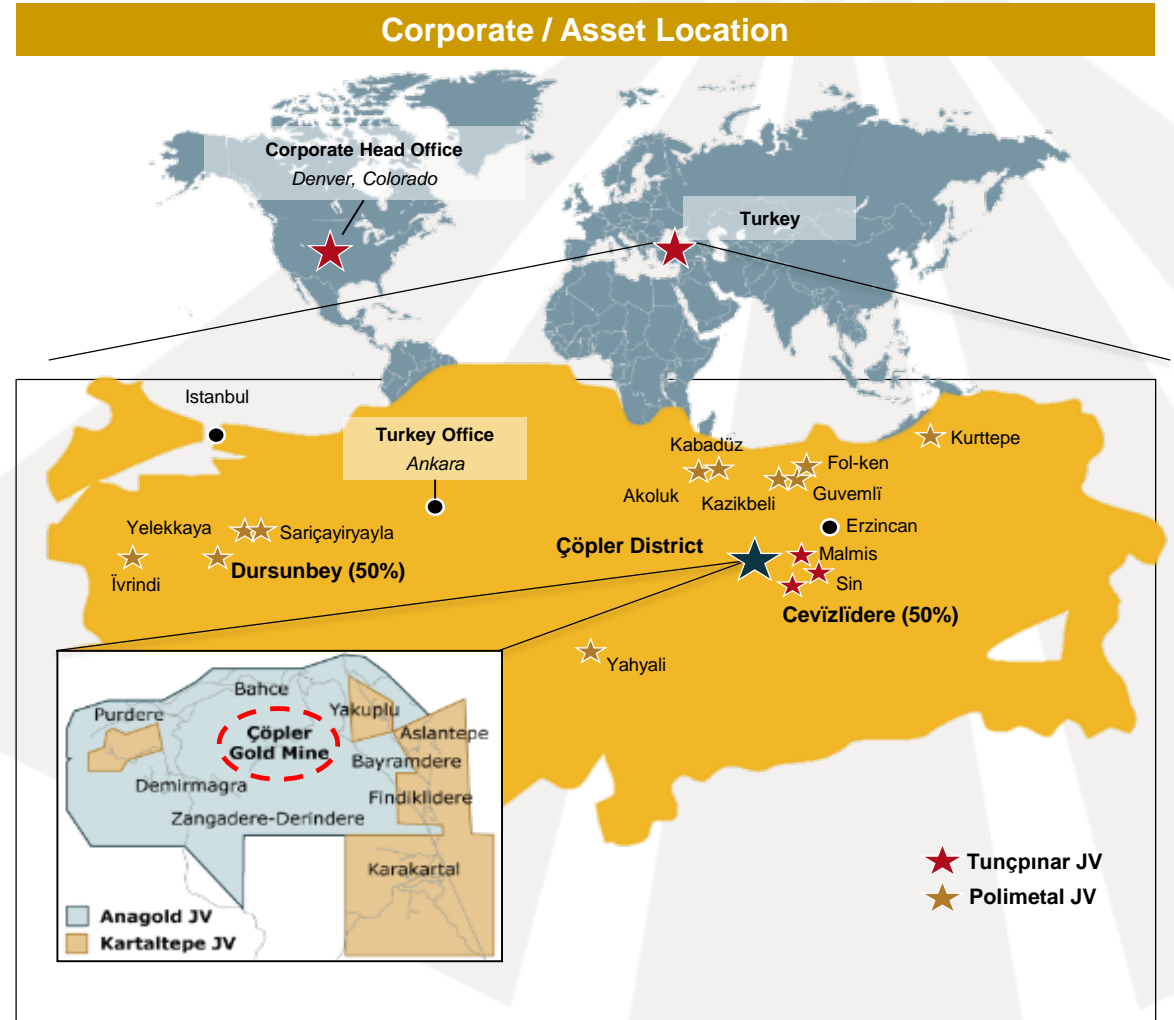 Corporate / Asset Location
Corporate Head Office
Denver, Colorado
Turkey
Istanbul
Turkey Office
Ankara
Kabadüz
Fol-ken
Kurttepe
Akoluk
Kazikbeli
Guvemlï
Yelekkaya
Sariçayiryayla
Erzincan
Çöpler District
Malmis
Ïvrindi
Dursunbey (50%)
Sin
Cevïzlïdere (50%)
Yahyali
Bahce
Purdere
Yakuplu
Çöpler
Gold Mine
Aslantepe
Bayramdere
Demirmagra
Findiklidere
Zangadere-Derindere
Karakartal
Anagold JV
Kartaltepe JV
Tunçpınar JV
Polimetal JV